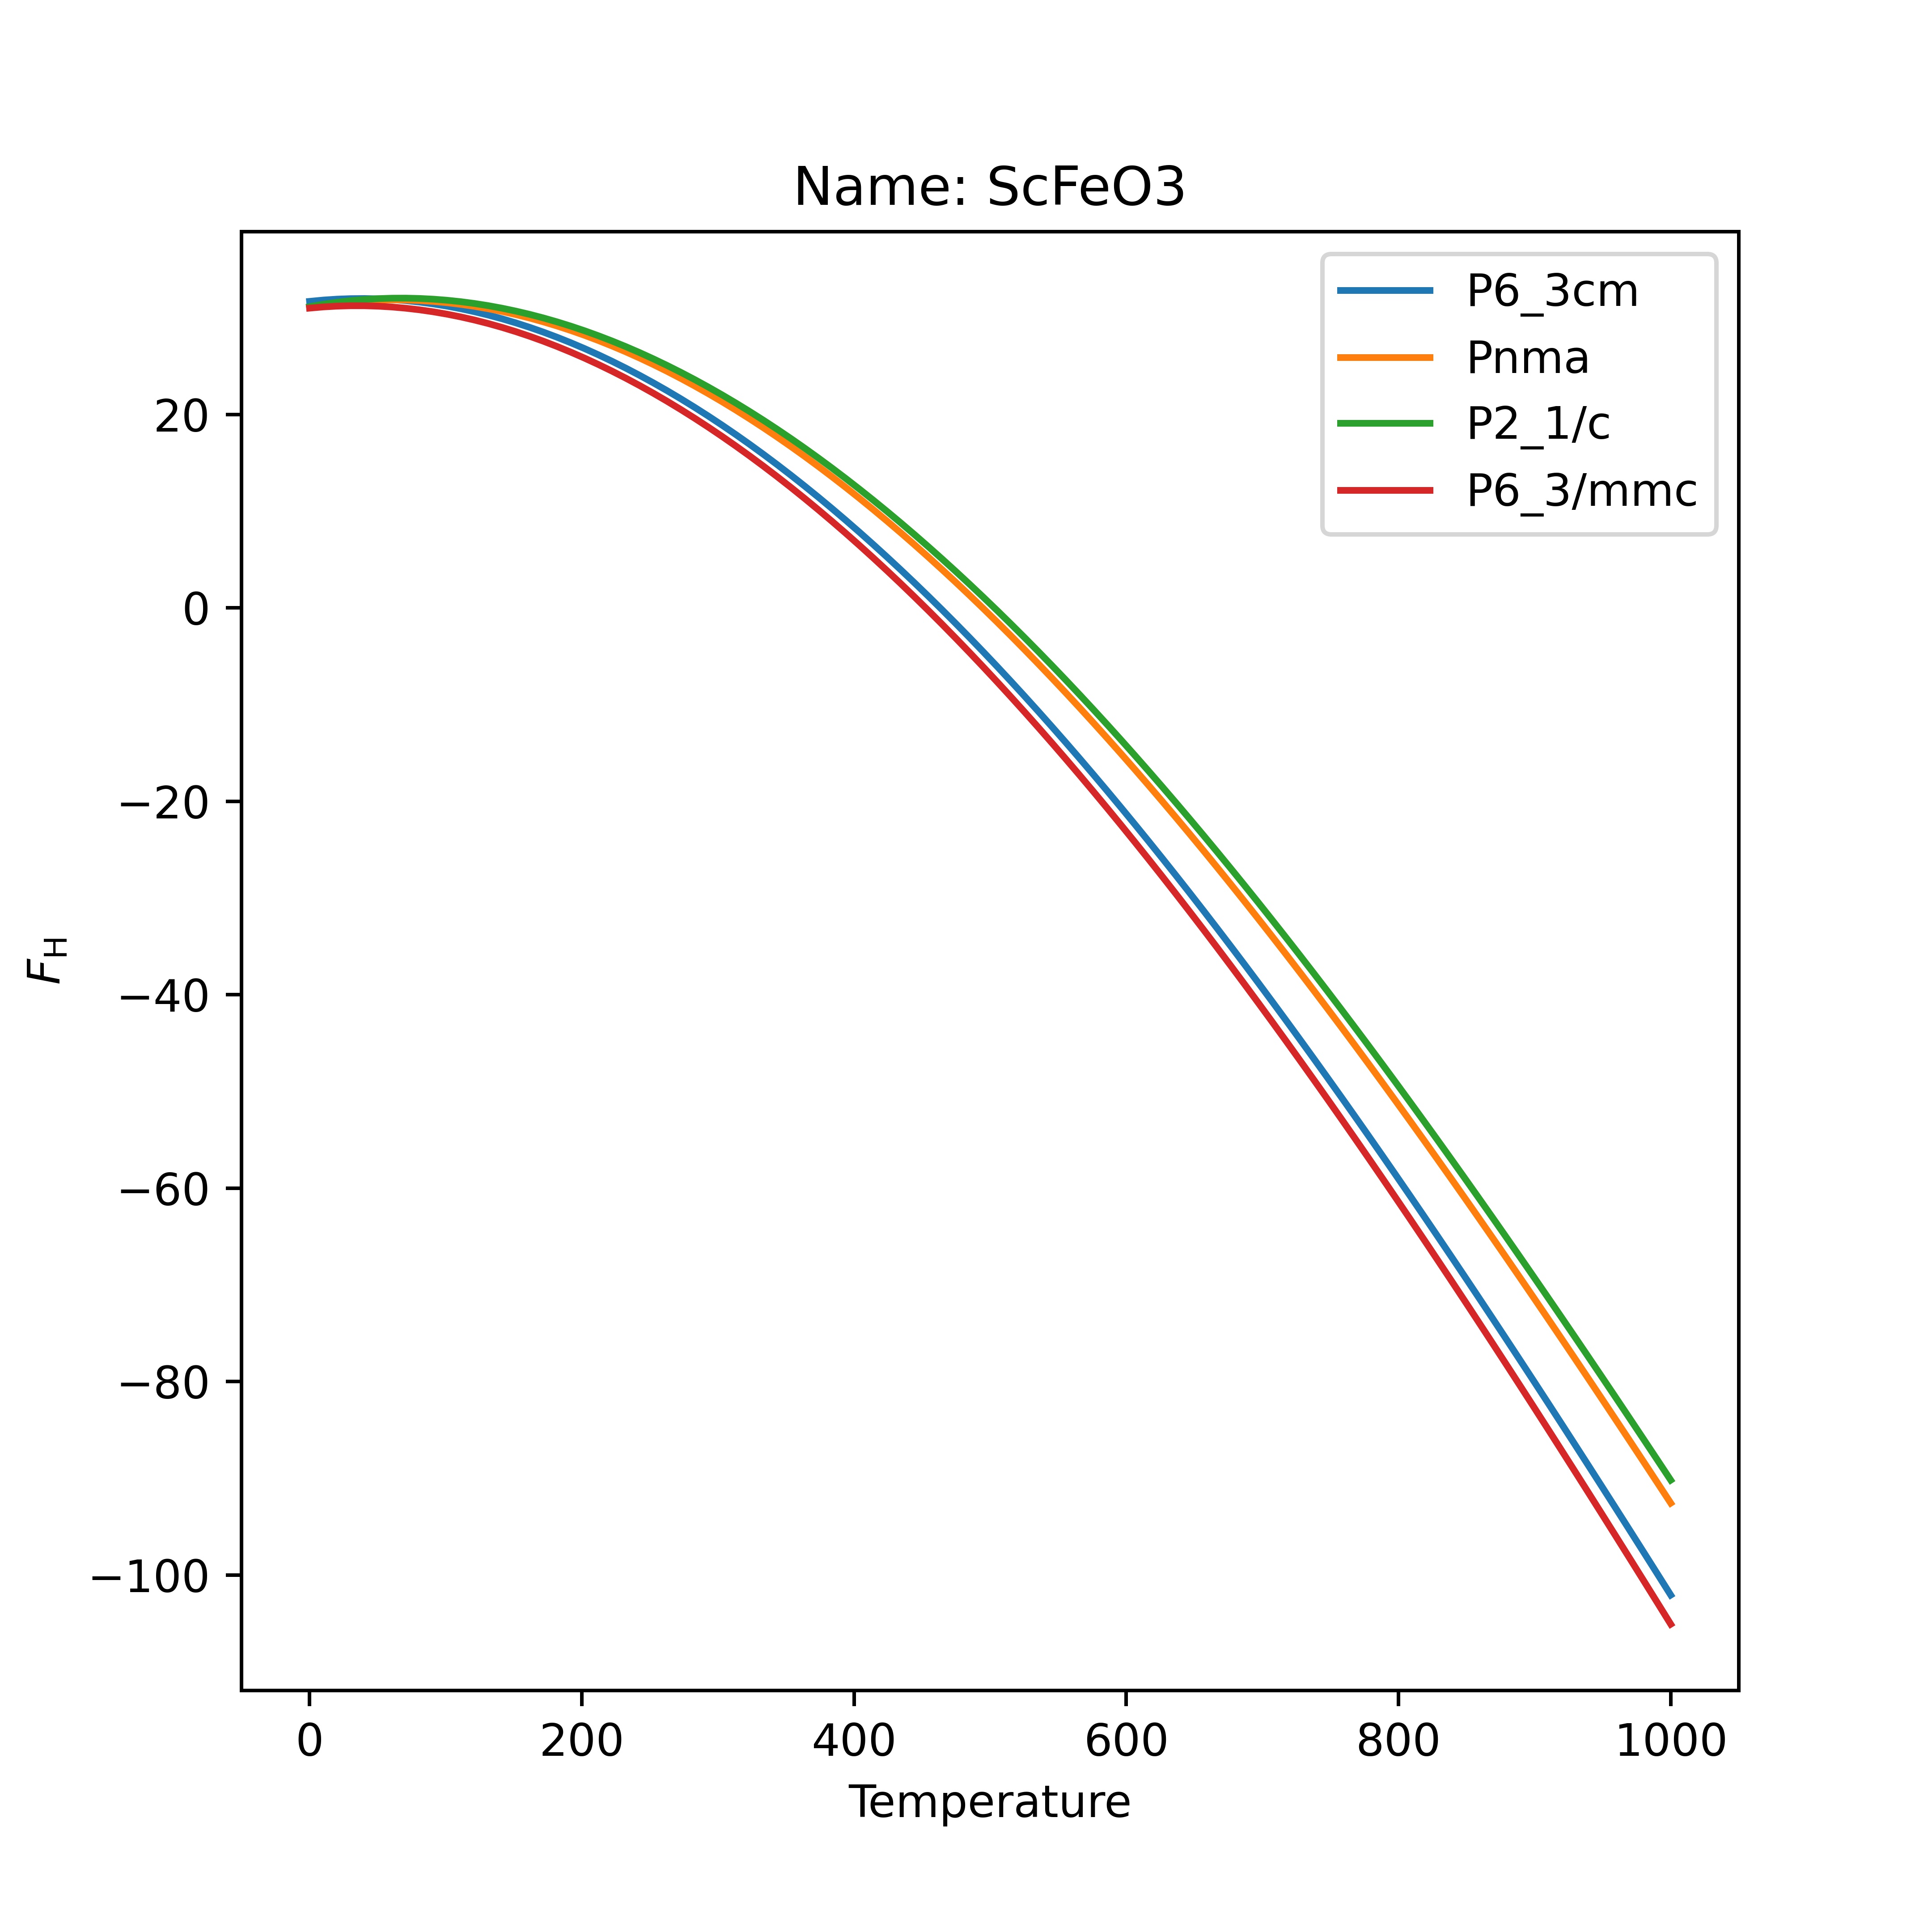 Name: ScFeO3
P6_3cm
Pnma
P2_1/c
P6_3/mmc
20
0
−20
−40
−60
−80
−100
F_H
0 200 400 600 800 1000
Temperature